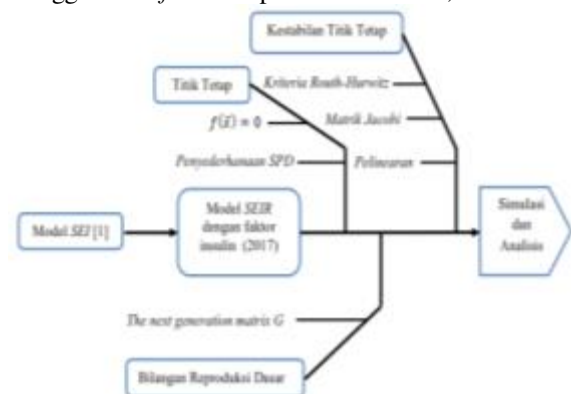 Kestabilan Titik Tetap
Kriteria Routh-Hurwitz
Titik Tetap
f(x̄) = 0
Matrik Jacobi
Penyederhanaan SPD
Pelinearan
Model SEI [1]
Model SEIR
dengan faktor
insulin (2017)
Simulasi
dan
Analisis
The next generation matrix G
Bilangan Reproduksi Dasar